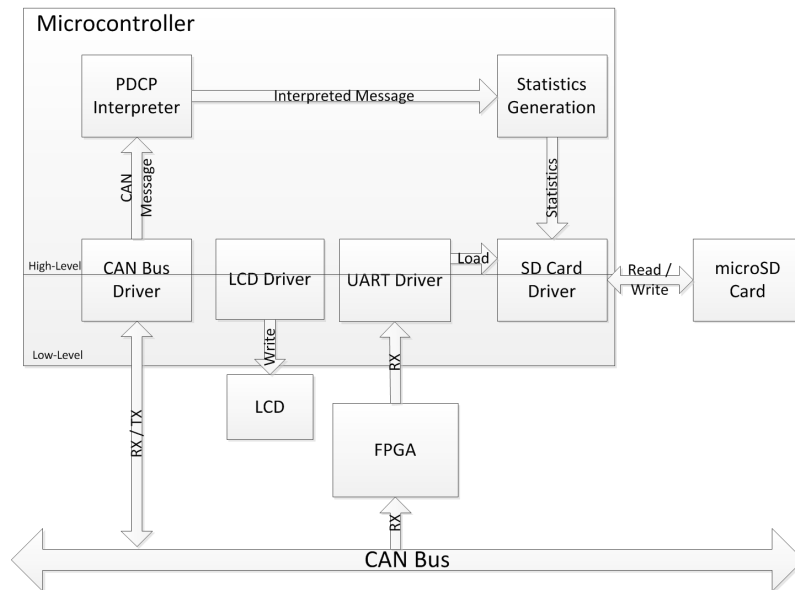 Microcontroller
PDCP
Interpreter
Interpreted Message
Statistics
Generation
CAN
Message
Statistics
High-Level
CAN Bus
Driver
LCD Driver
UART Driver
Load
SD Card
Driver
Read /
Write
microSD
Card
Low-Level
Write
RX
LCD
RX / TX
FPGA
RX
CAN Bus